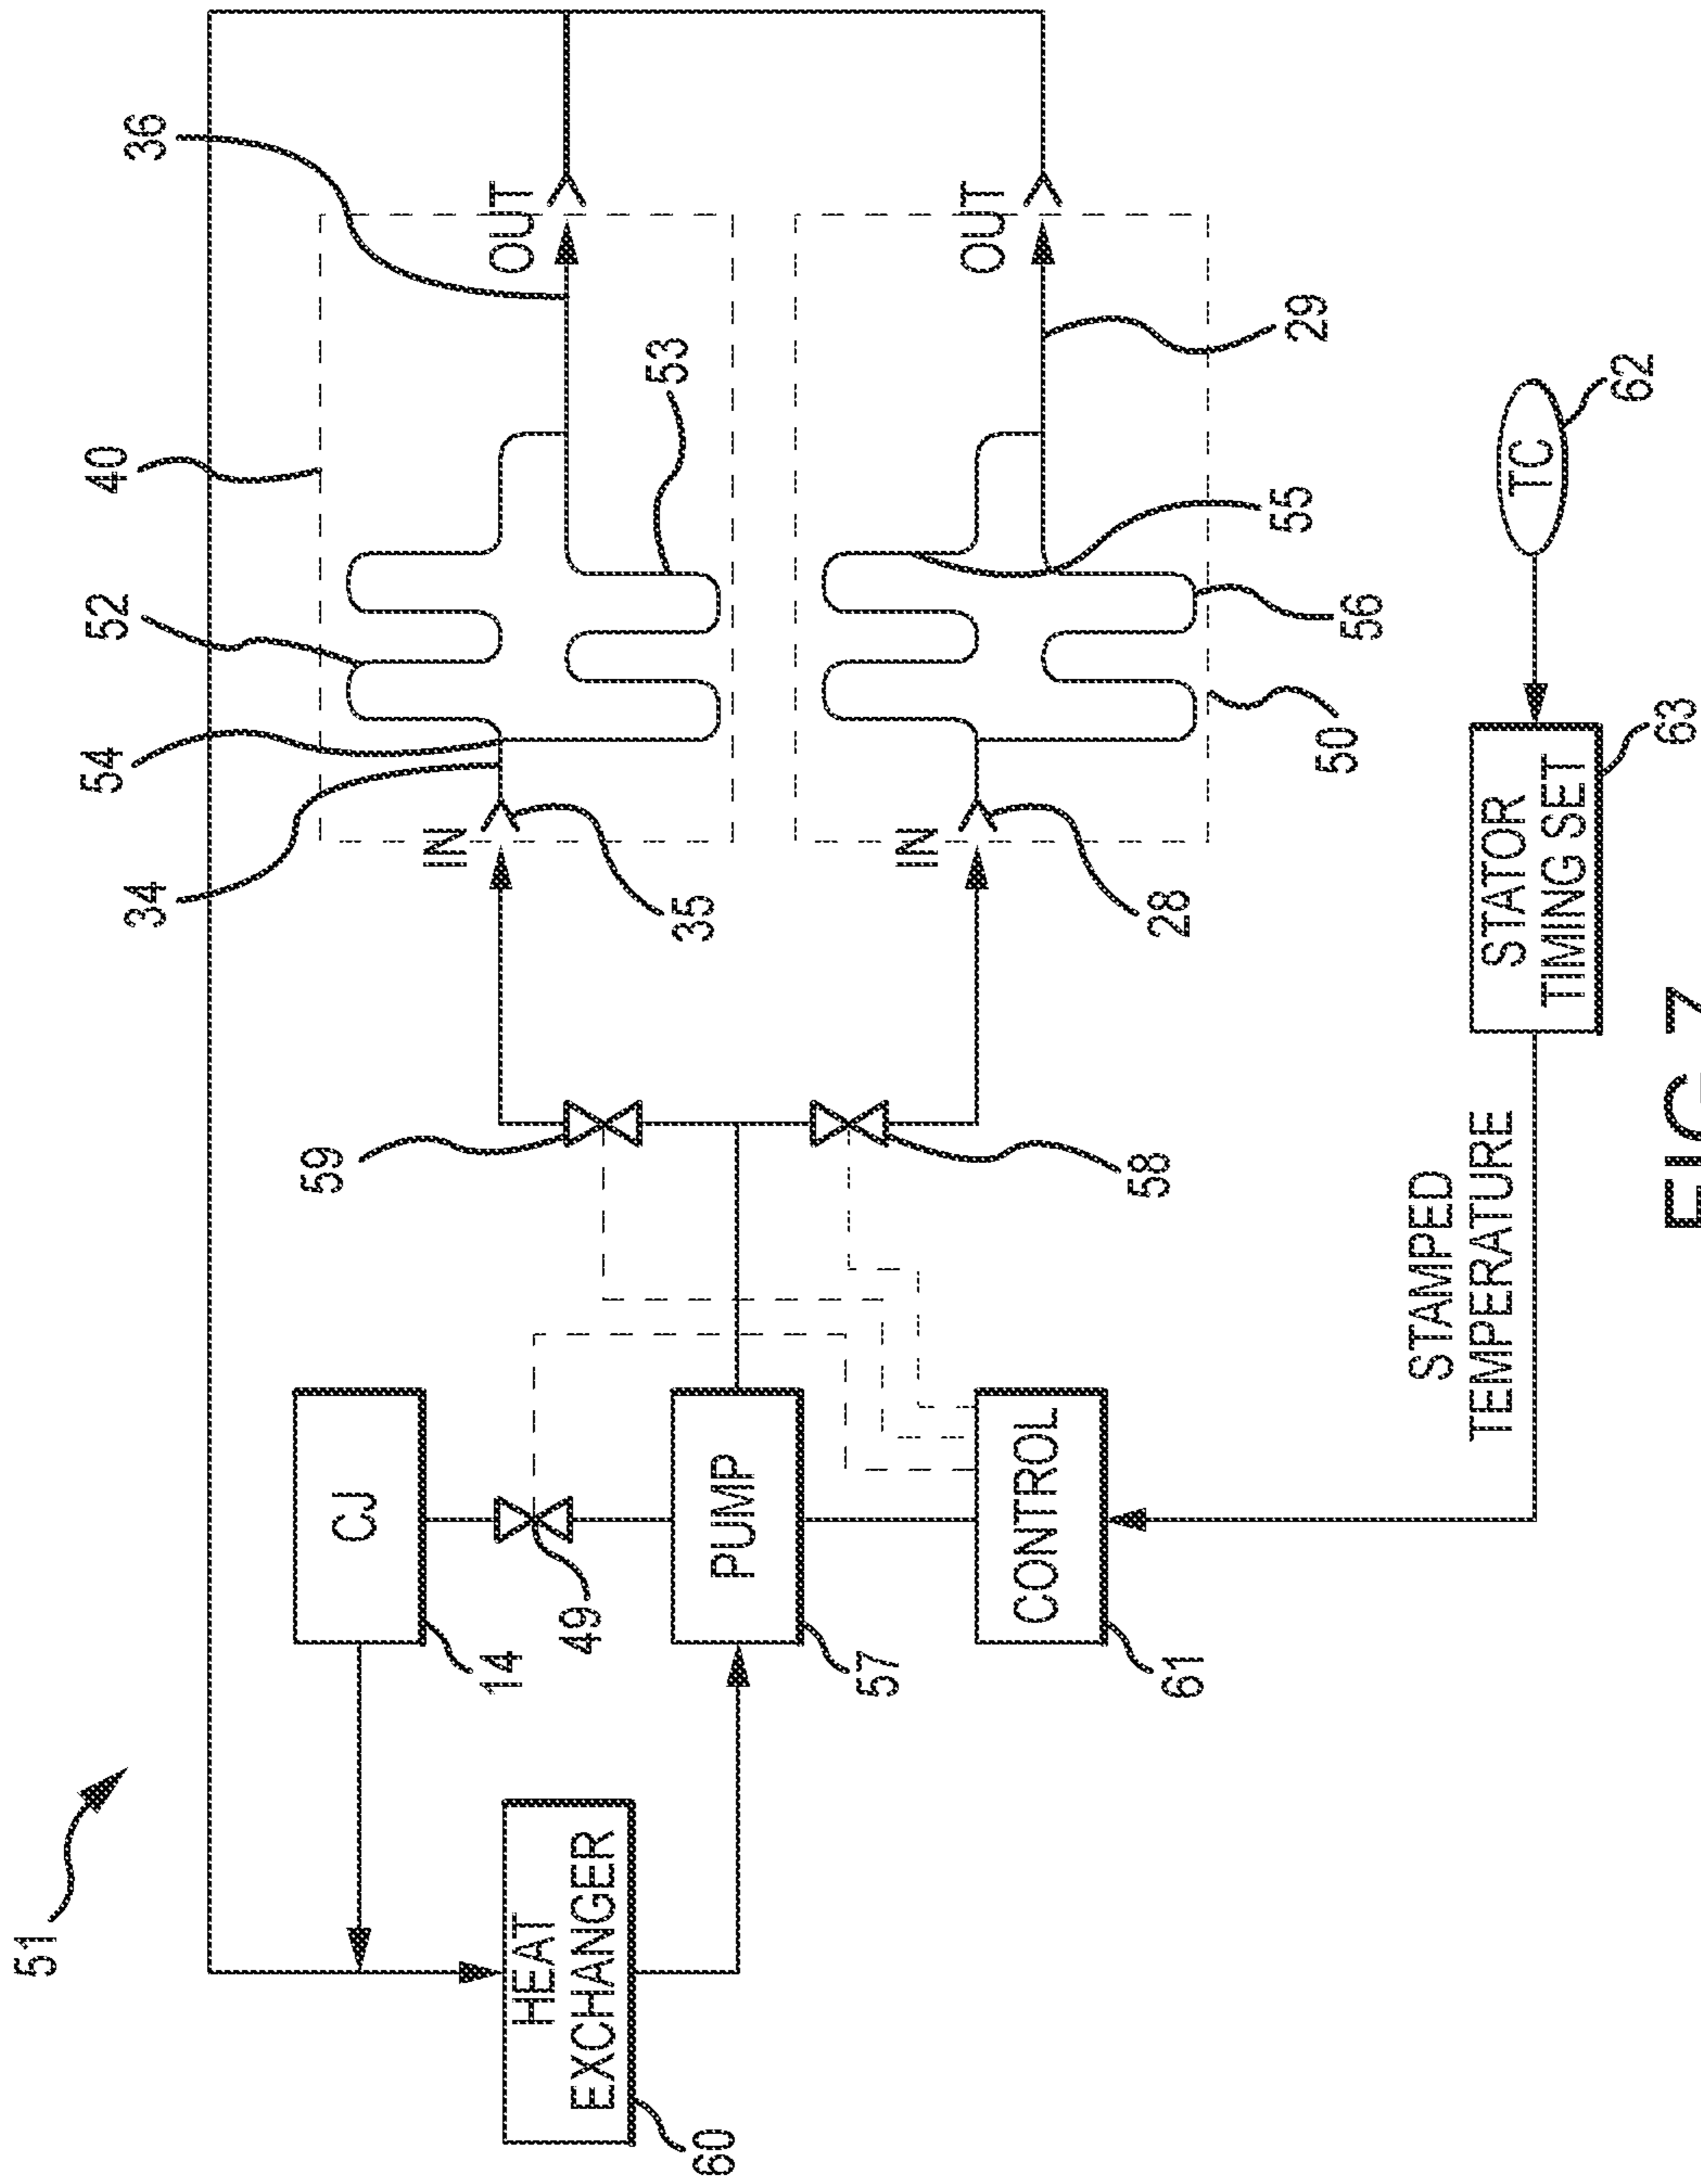 51
54
52
40
34
36
59
CJ
IN
14
OUT
HEAT
EXCHANGER
49
53
35
60
PUMP
57
IN
OUT
CONTROL
58
28
61
55
29
50
56
STAMPED
TEMPERATURE
STATOR
TIMING SET
TC
62
63
FIG. 7